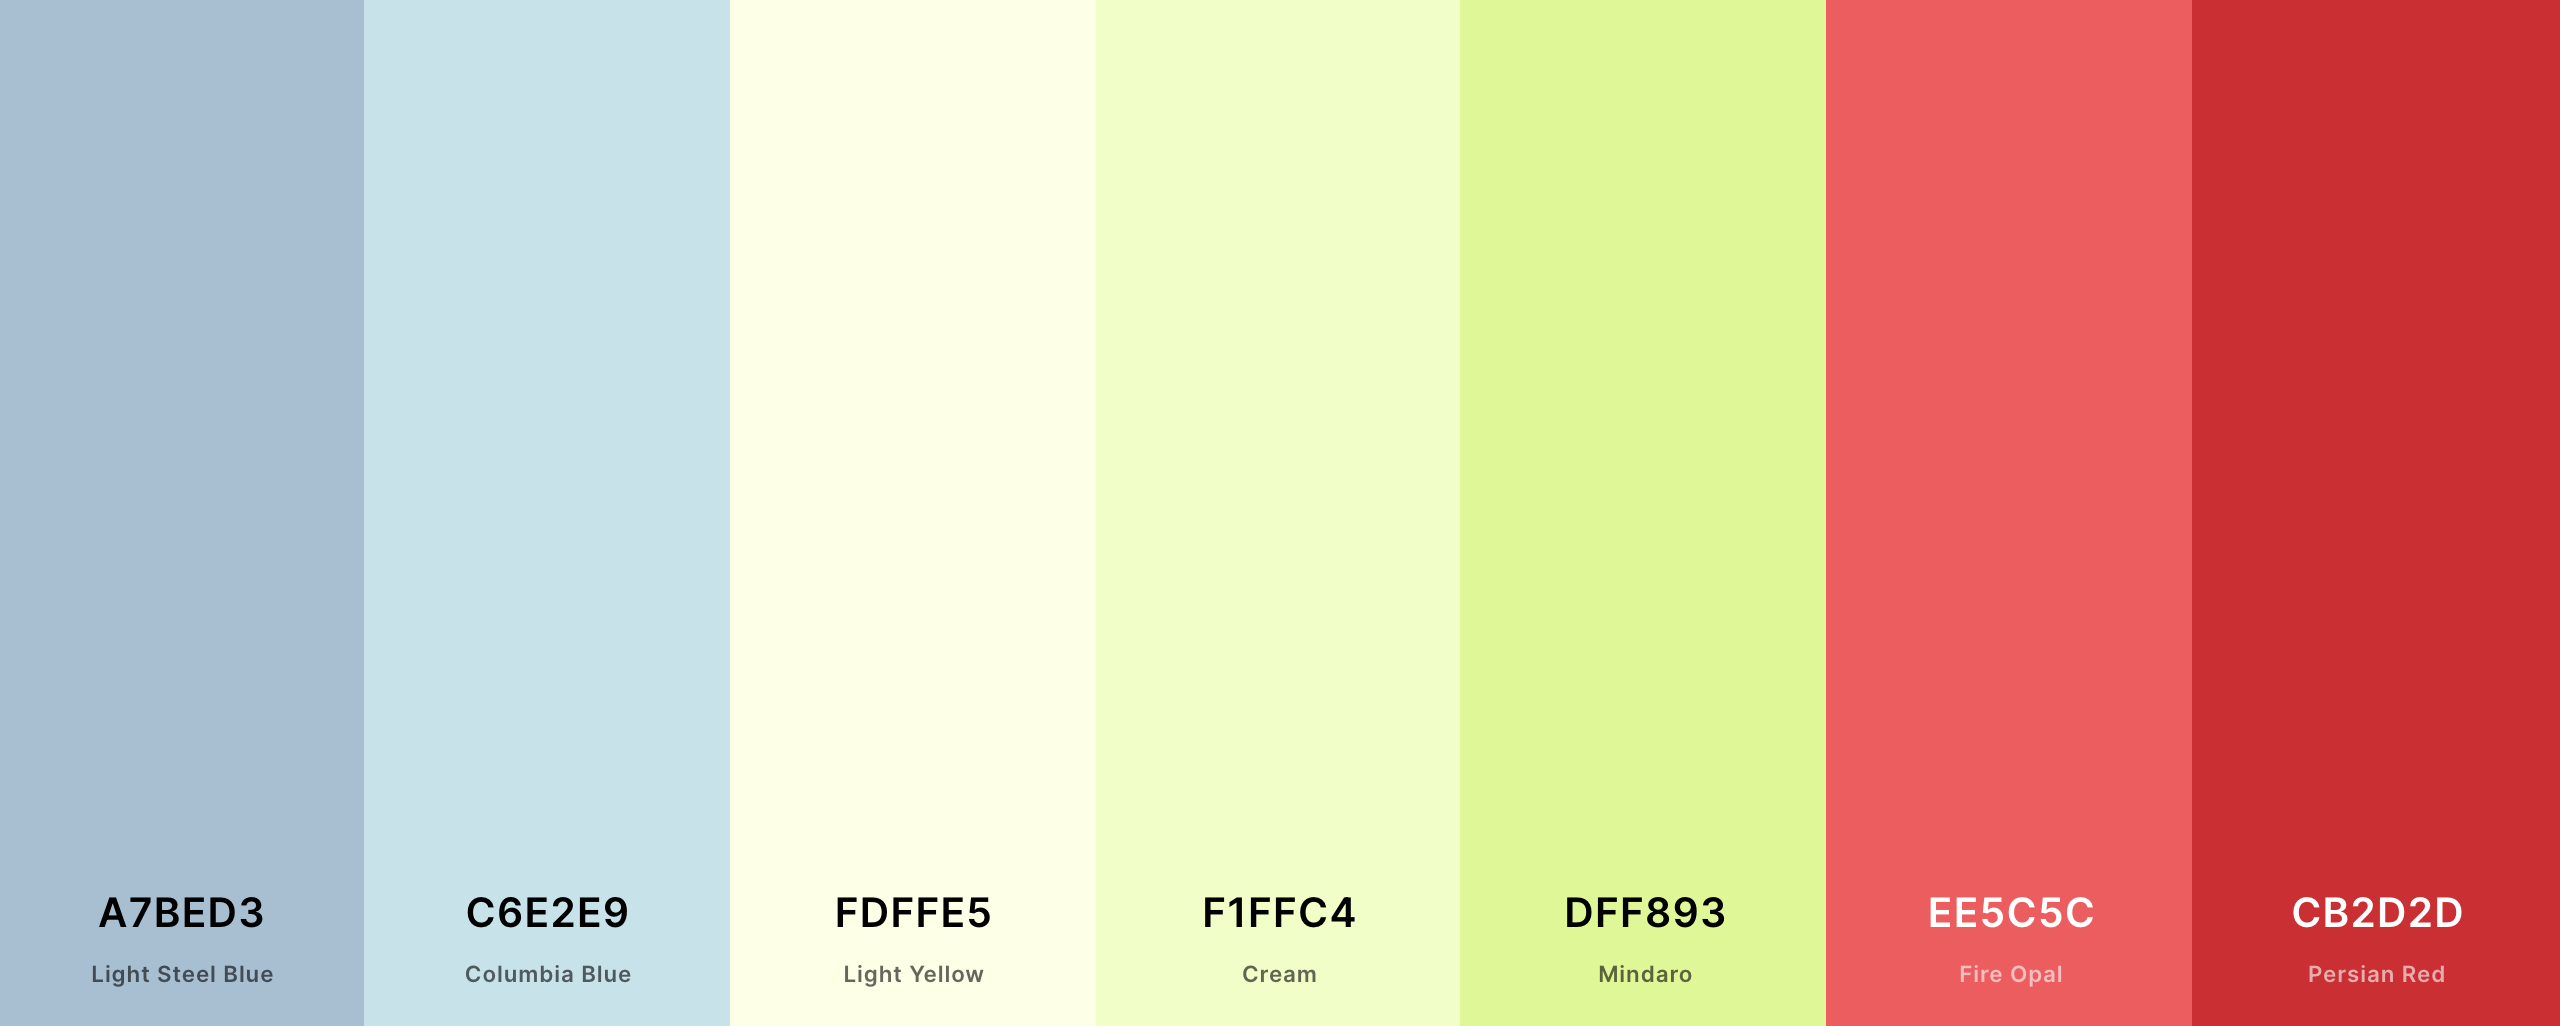 A7BED3
Light Steel Blue
C6E2E9
Columbia Blue
FDFFE5
Light Yellow
F1FFC4
Cream
DFF893
Mindaro
EE5C5C
Fire Opal
CB2D2D
Persian Red